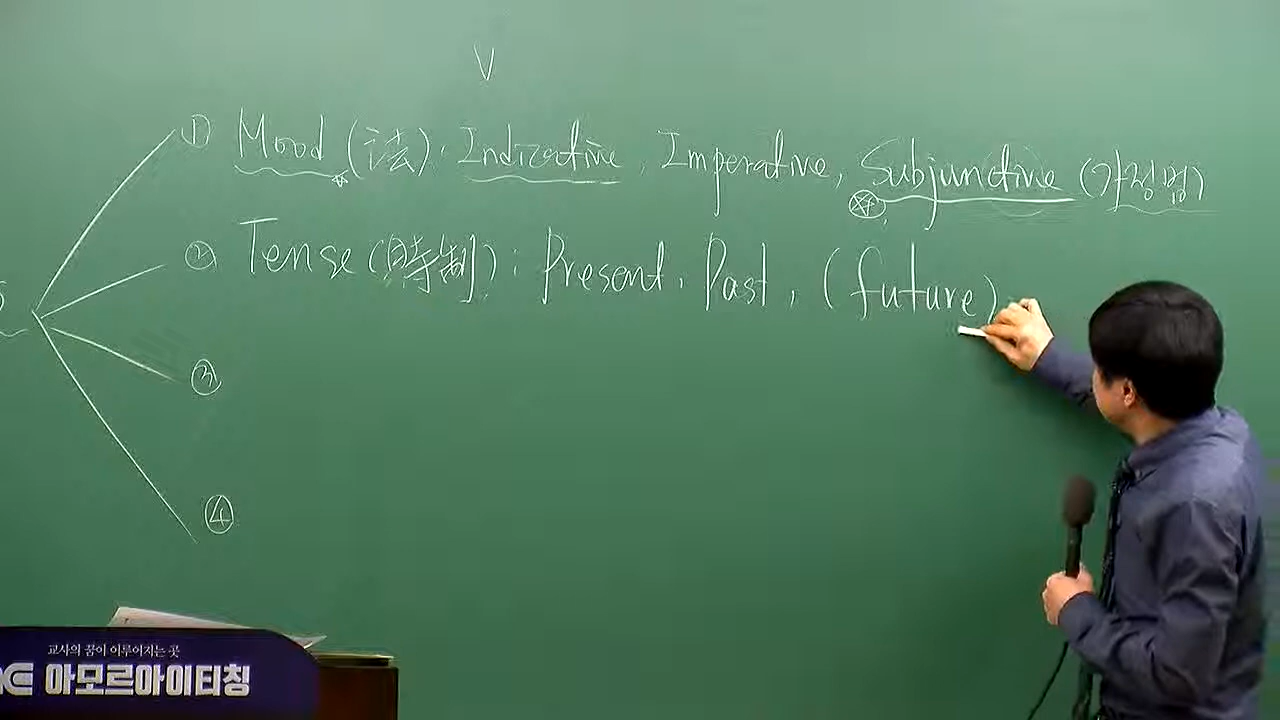 V
① Mood (法). Indicative, Imperative, Subjunctive (가정법)
② Tense (時制) : Present, Past, (future)
③
④
교사의 꿈이 이루어지는 곳
아모르아이티칭